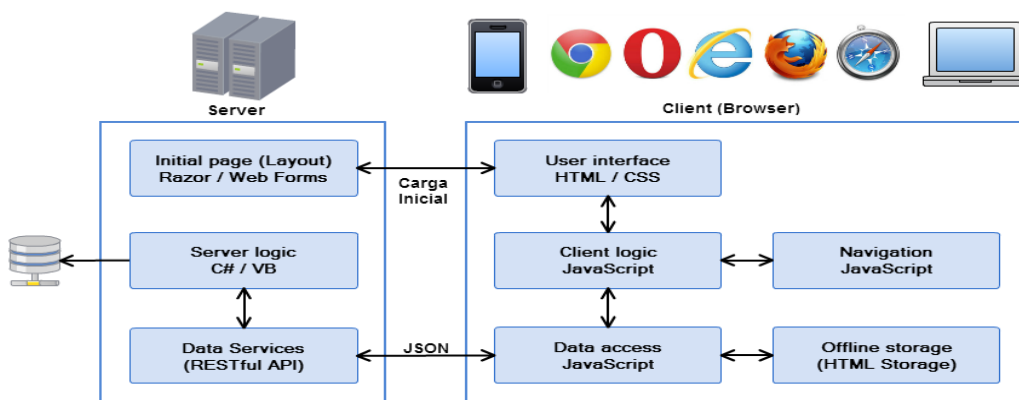 Server
Client (Browser)
Initial page (Layout)
Razor / Web Forms
Carga
Inicial
User interface
HTML / CSS
Server logic
C# / VB
Client logic
JavaScript
Navigation
JavaScript
Data Services
(RESTful API)
JSON
Data access
JavaScript
Offline storage
(HTML Storage)